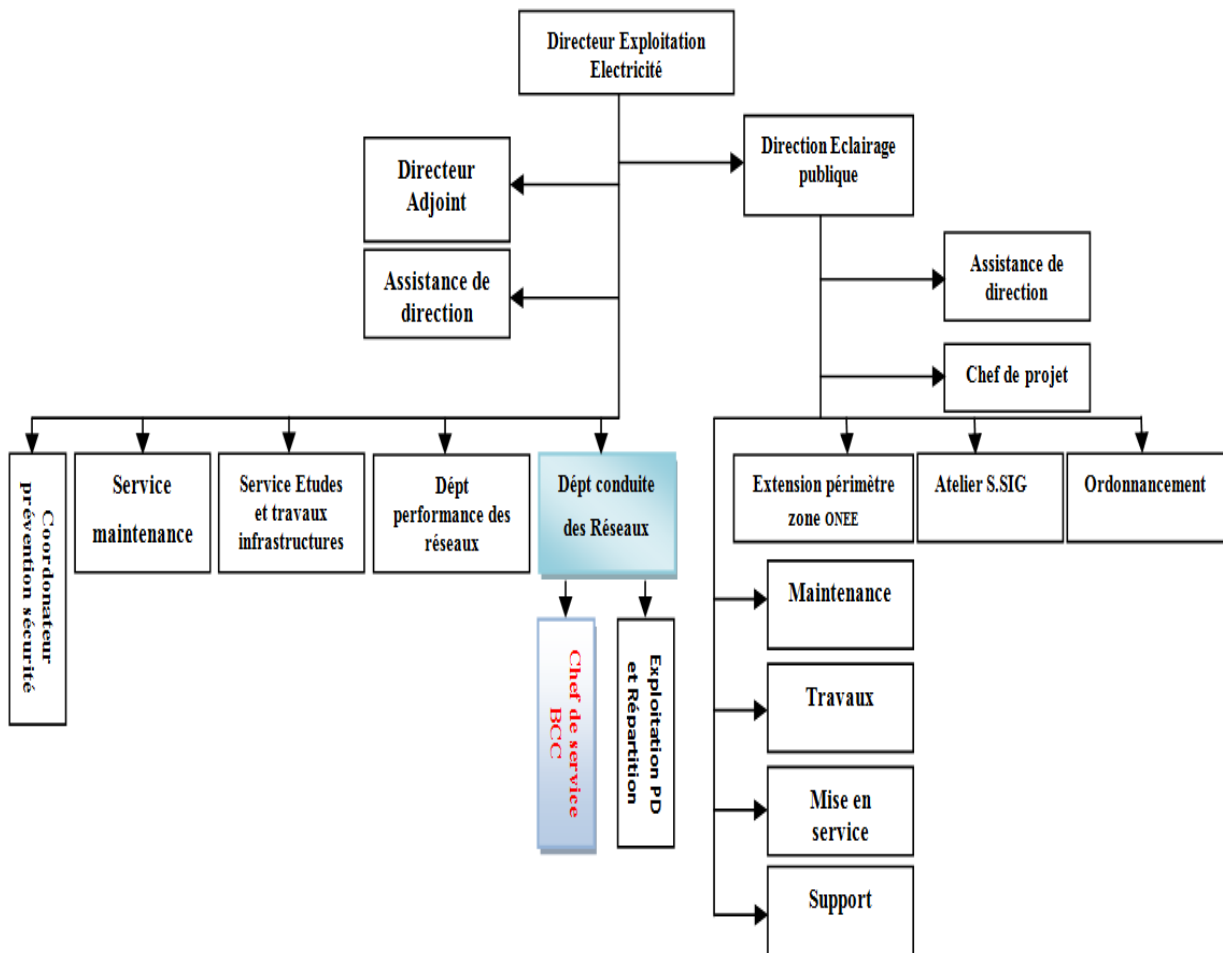 Directeur Exploitation
Electricité
Direction Eclairage
publique
Directeur
Adjoint
Assistance de
direction
Assistance de
direction
Chef de projet
Coordonateur
prévention sécurité
Service
maintenance
Service Etudes
et travaux
infrastructures
Dépt
performance des
réseaux
Dépt conduite
des Réseaux
Extension périmètre
zone ONEE
Atelier S.SIG
Ordonnancement
Chef de service
BCC
Exploitation PD
et Répartition
Maintenance
Travaux
Mise en
service
Support